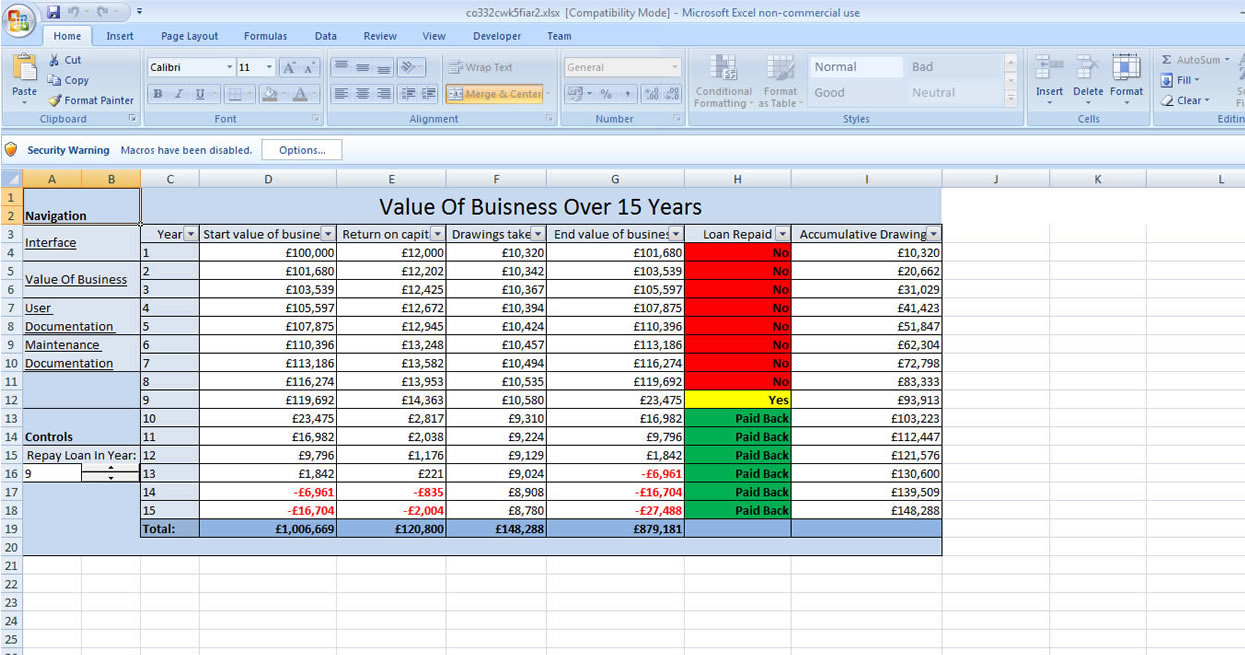 co332cwk5fiar2.xlsx [Compatibility Mode] - Microsoft Excel non-commercial use
Home Insert Page Layout Formulas Data Review View Developer Team
Paste Cut Copy Format Painter Clipboard
Calibri 11 A A B I U A Font
Wrap Text Merge & Center Alignment
General % , Number
Conditional Formatting Format as Table Normal Bad Good Neutral Styles
Insert Delete Format Cells
Σ AutoSum Fill Clear
Security Warning Macros have been disabled. Options...
A B C D E F G H I J K L
1 Value Of Buisness Over 15 Years
2 Navigation
3 Interface Year Start value of busine Return on capit Drawings take End value of busines Loan Repaid Accumulative Drawing
4 1 £100,000 £12,000 £10,320 £101,680 No £10,320
5 Value Of Business 2 £101,680 £12,202 £10,342 £103,539 No £20,662
6 3 £103,539 £12,425 £10,367 £105,597 No £31,029
7 User 4 £105,597 £12,672 £10,394 £107,875 No £41,423
8 Documentation 5 £107,875 £12,945 £10,424 £110,396 No £51,847
9 Maintenance 6 £110,396 £13,248 £10,457 £113,186 No £62,304
10 Documentation 7 £113,186 £13,582 £10,494 £116,274 No £72,798
11 8 £116,274 £13,953 £10,535 £119,692 No £83,333
12 9 £119,692 £14,363 £10,580 £23,475 Yes £93,913
13 10 £23,475 £2,817 £9,310 £16,982 Paid Back £103,223
14 Controls 11 £16,982 £2,038 £9,224 £9,796 Paid Back £112,447
15 Repay Loan In Year: 12 £9,796 £1,176 £9,129 £1,842 Paid Back £121,576
16 9 13 £1,842 £221 £9,024 -£6,961 Paid Back £130,600
17 14 -£6,961 -£835 £8,908 -£16,704 Paid Back £139,509
18 15 -£16,704 -£2,004 £8,780 -£27,488 Paid Back £148,288
19 Total: £1,006,669 £120,800 £148,288 £879,181
20
21
22
23
24
25